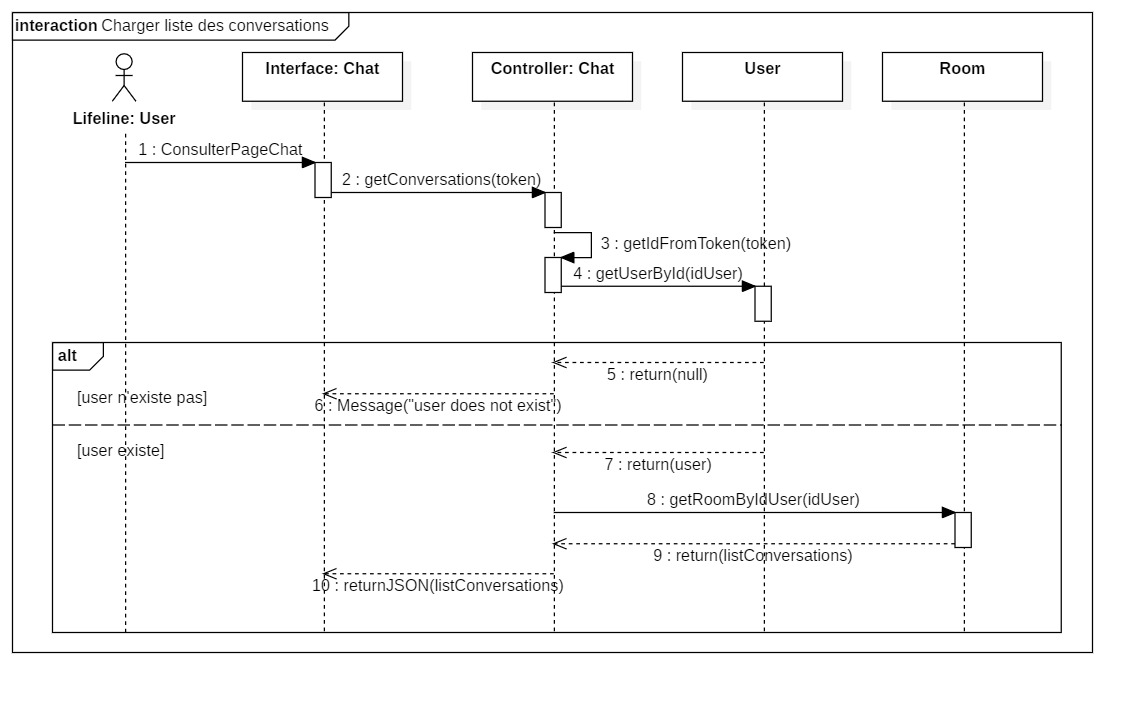 interaction Charger liste des conversations
Interface: Chat
Controller: Chat
User
Room
Lifeline: User
1 : ConsulterPageChat
2 : getConversations(token)
3 : getIdFromToken(token)
4 : getUserById(idUser)
alt
5 : return(null)
[user n'existe pas]
6 : Message("user does not exist")
[user existe]
7 : return(user)
8 : getRoomByIdUser(idUser)
9 : return(listConversations)
10 : returnJSON(listConversations)